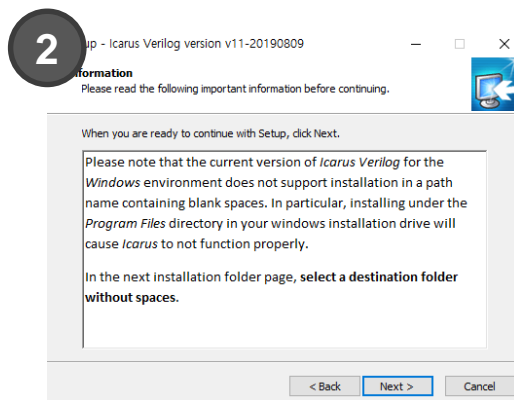 2
up - Icarus Verilog version v11-20190809
formation
Please read the following important information before continuing.
When you are ready to continue with Setup, click Next.
Please note that the current version of Icarus Verilog for the
Windows environment does not support installation in a path
name containing blank spaces. In particular, installing under the
Program Files directory in your windows installation drive will
cause Icarus to not function properly.
In the next installation folder page, select a destination folder
without spaces.
< Back Next > Cancel